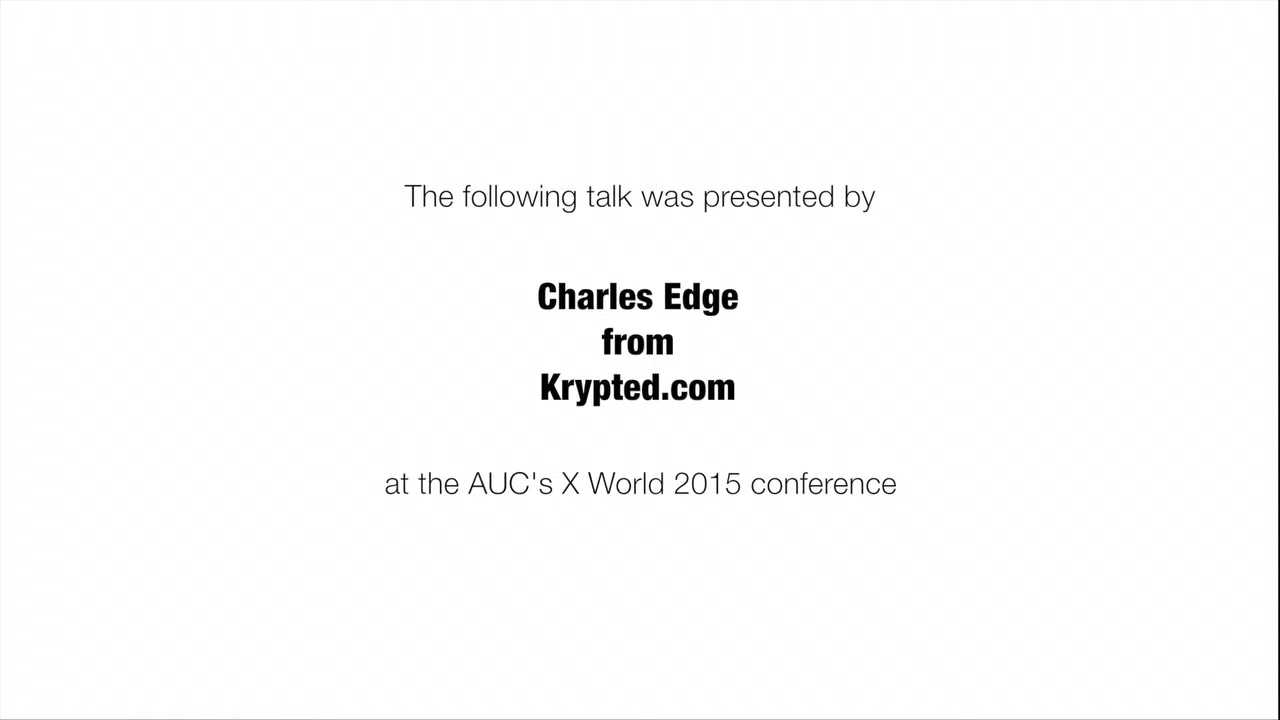 The following talk was presented by
Charles Edge
from
Krypted.com
at the AUC's X World 2015 conference